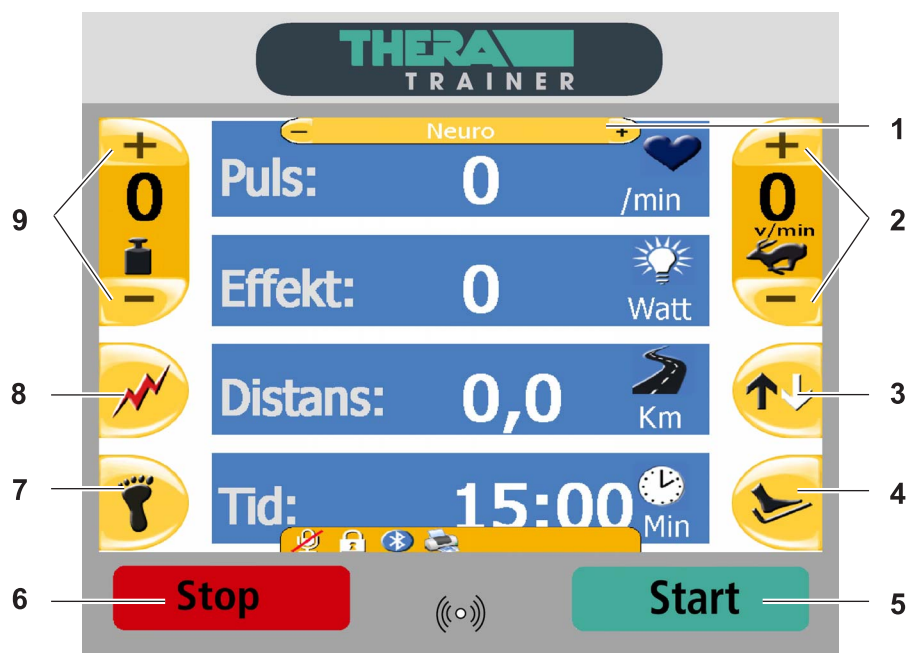 THERA
TRAINER
− Neuro +
1
+
0
−
9
Puls: 0 /min
+
0
v/min
−
2
Effekt: 0 Watt
8
Distans: 0,0 Km
3
7
Tid: 15:00 Min
4
6
Stop
Start
5